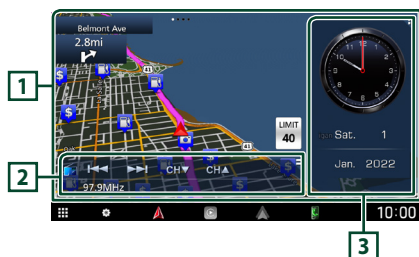 Belmont Ave
2.8mi
41
1
2
3
LIMIT
40
41
12
Sat. 1
Jan. 2022
CH▼ CH▲
97.9MHz
10:00